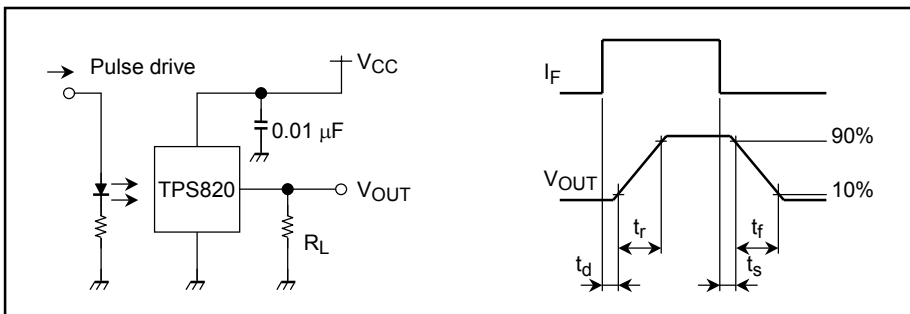 Pulse drive
VCC
0.01 μF
TPS820
VOUT
RL
IF
VOUT
90%
10%
tr
tf
td
ts